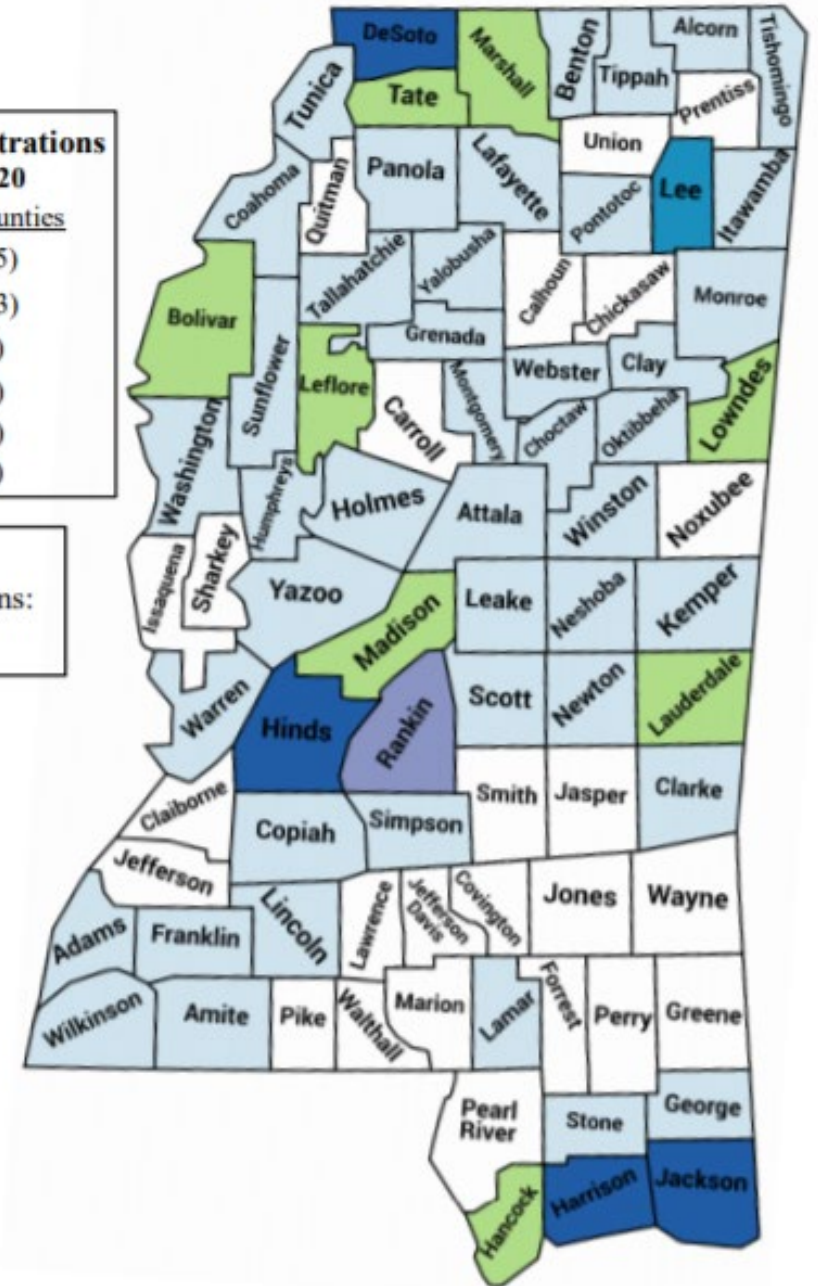 trations
20
unties
5)
3)
)
)
)
)
ns:
DeSoto
Marshall
Benton
Tippah
Alcorn
Tishomingo
Tunica
Tate
Prentiss
Union
Panola
Lafayette
Pontotoc
Lee
Itawamba
Coahoma
Quitman
Tallahatchie
Yalobusha
Calhoun
Chickasaw
Monroe
Bolivar
Sunflower
Leflore
Grenada
Carroll
Montgomery
Webster
Clay
Choctaw
Oktibbeha
Lowndes
Washington
Humphreys
Holmes
Attala
Winston
Noxubee
Issaquena
Sharkey
Yazoo
Madison
Leake
Neshoba
Kemper
Warren
Hinds
Rankin
Scott
Newton
Lauderdale
Claiborne
Copiah
Simpson
Smith
Jasper
Clarke
Jefferson
Adams
Franklin
Lincoln
Lawrence
Jefferson
Davis
Covington
Jones
Wayne
Wilkinson
Amite
Pike
Walthall
Marion
Lamar
Forrest
Perry
Greene
Pearl
River
Stone
George
Hancock
Harrison
Jackson